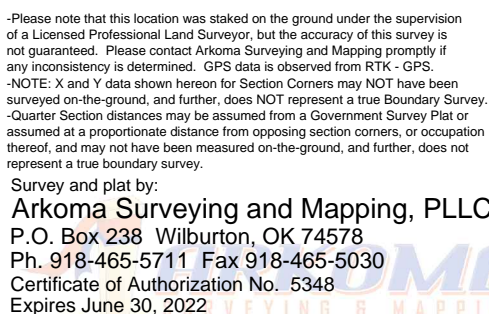 -Please note that this location was staked on the ground under the supervision
of a Licensed Professional Land Surveyor, but the accuracy of this survey is
not guaranteed. Please contact Arkoma Surveying and Mapping promptly if
any inconsistency is determined. GPS data is observed from RTK - GPS.
-NOTE: X and Y data shown hereon for Section Corners may NOT have been
surveyed on-the-ground, and further, does NOT represent a true Boundary Survey.
-Quarter Section distances may be assumed from a Government Survey Plat or
assumed at a proportionate distance from opposing section corners, or occupation
thereof, and may not have been measured on-the-ground, and further, does not
represent a true boundary survey.
Survey and plat by:
Arkoma Surveying and Mapping, PLLC
P.O. Box 238 Wilburton, OK 74578
Ph. 918-465-5711 Fax 918-465-5030
Certificate of Authorization No. 5348
Expires June 30, 2022